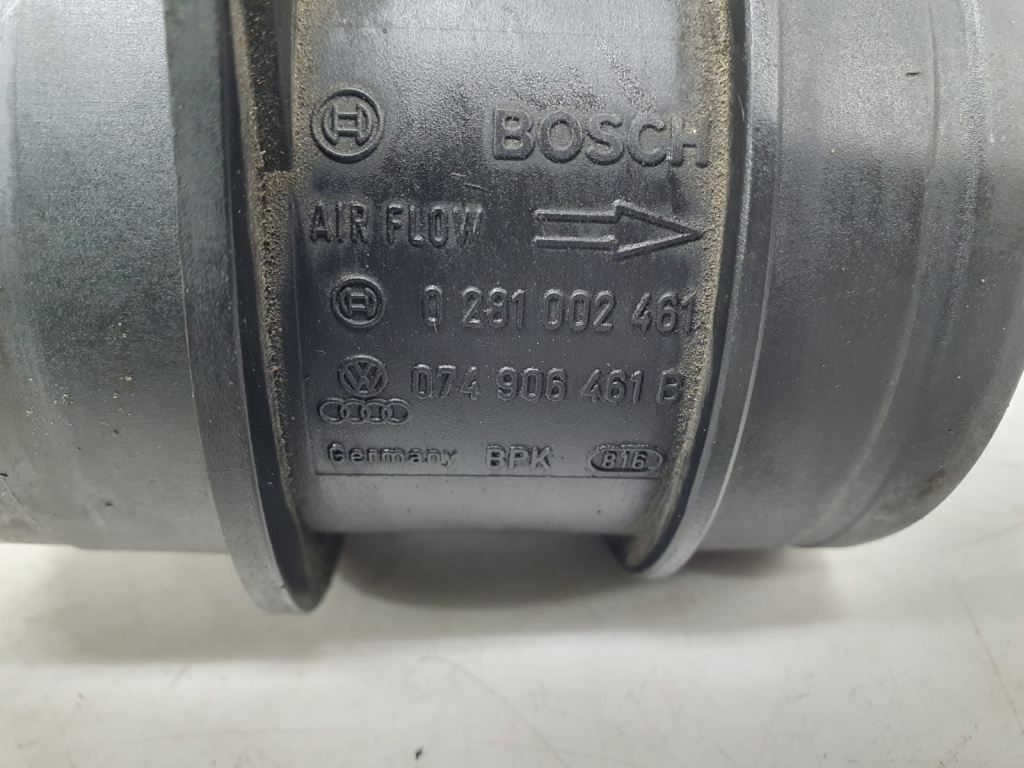 BOSCH
AIR FLOW
0 281 002 461
074 906 461 B
Germany BPK 816